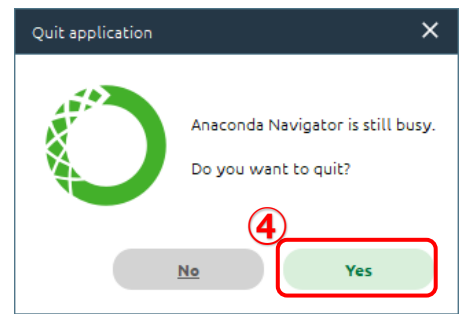 Quit application
Anaconda Navigator is still busy.
Do you want to quit?
④
No
Yes